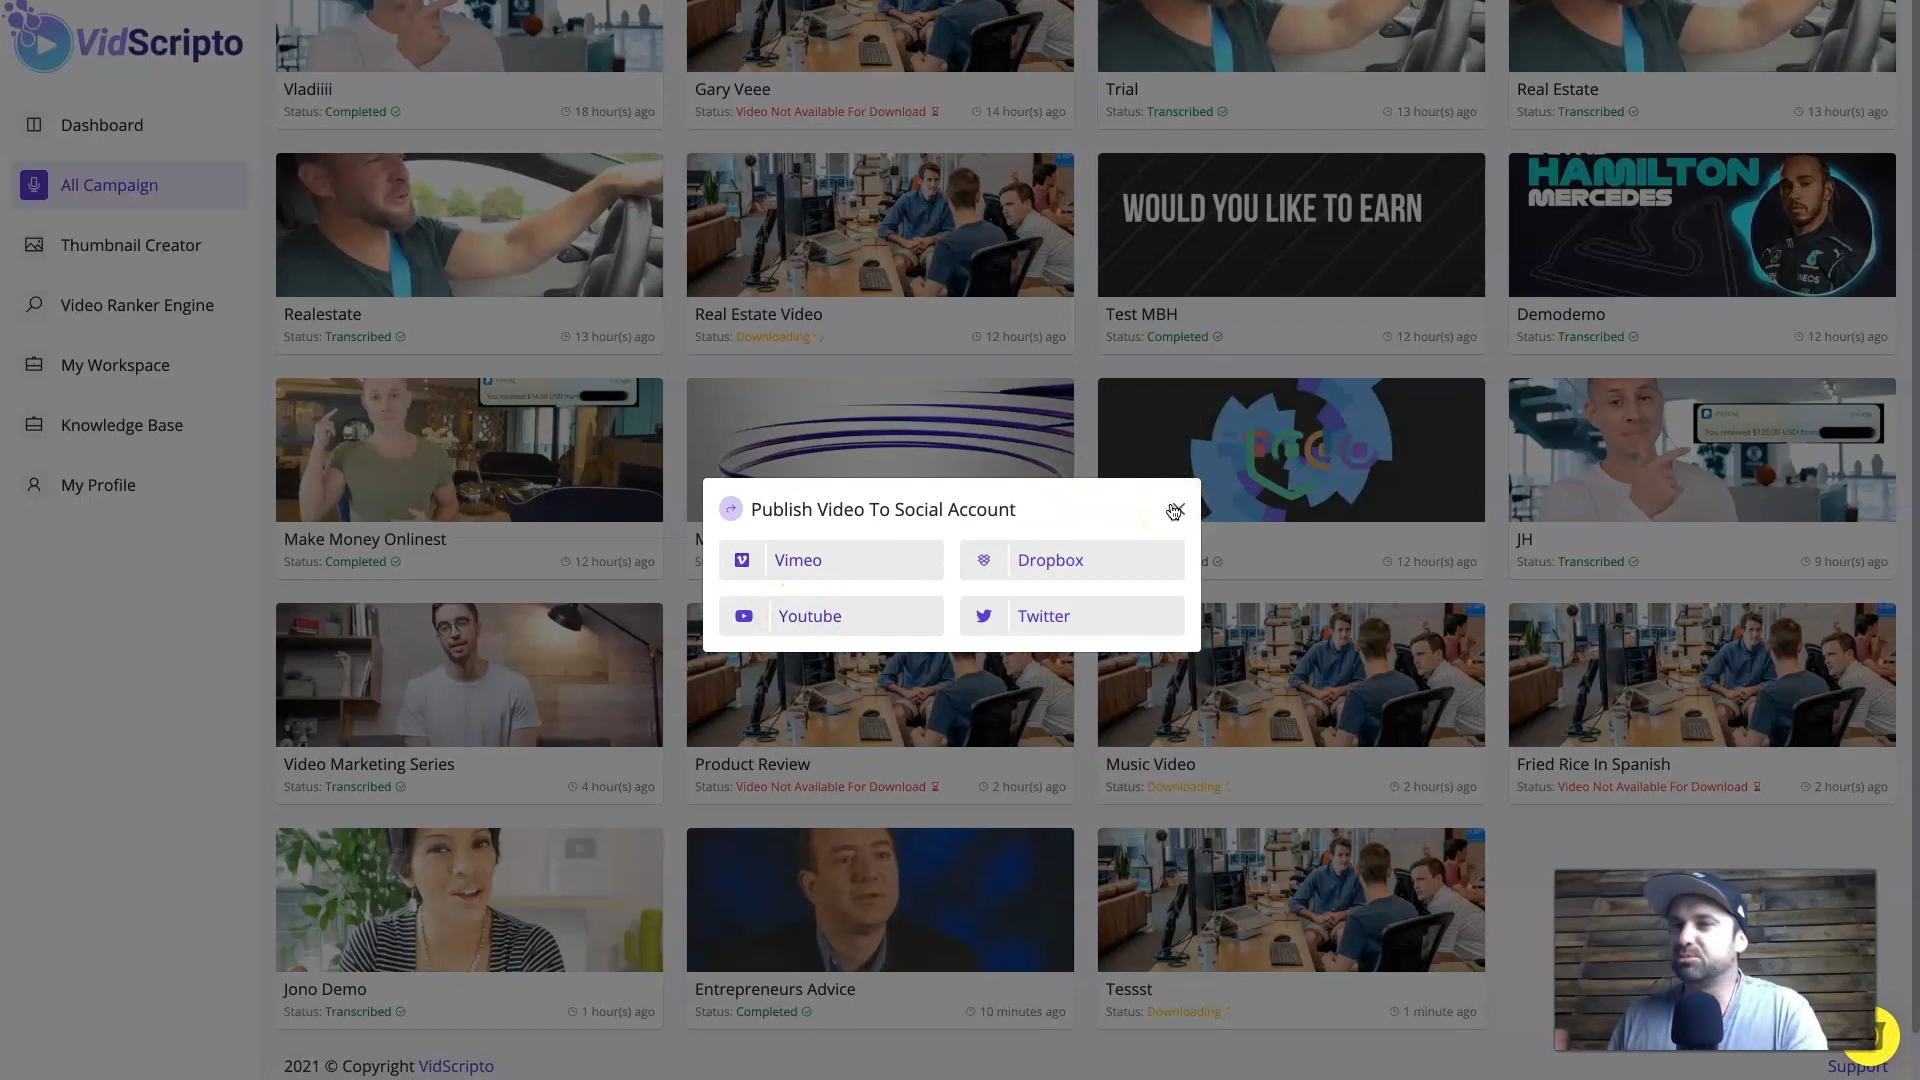 VidScripto
Dashboard
All Campaign
Thumbnail Creator
Video Ranker Engine
My Workspace
Knowledge Base
My Profile
Vladiiii
Status: Completed
18 hour(s) ago
Gary Veee
Status: Video Not Available For Download
14 hour(s) ago
Trial
Status: Transcribed
13 hour(s) ago
Real Estate
Status: Transcribed
13 hour(s) ago
Realestate
Status: Transcribed
13 hour(s) ago
Real Estate Video
Status: Downloading
12 hour(s) ago
WOULD YOU LIKE TO EARN
Test MBH
Status: Completed
12 hour(s) ago
HAMILTON
MERCEDES
Demodemo
Status: Transcribed
12 hour(s) ago
Make Money Onlinest
Status: Completed
12 hour(s) ago
12 hour(s) ago
PAYPAL
You received $120.00 USD from
JH
Status: Transcribed
9 hour(s) ago
Publish Video To Social Account
Vimeo
Dropbox
Youtube
Twitter
Video Marketing Series
Status: Transcribed
4 hour(s) ago
Product Review
Status: Video Not Available For Download
2 hour(s) ago
Music Video
Status: Downloading
2 hour(s) ago
Fried Rice In Spanish
Status: Video Not Available For Download
2 hour(s) ago
Jono Demo
Status: Transcribed
1 hour(s) ago
Entrepreneurs Advice
Status: Completed
10 minutes ago
Tessst
Status: Downloading
1 minute ago
2021 © Copyright VidScripto
Support